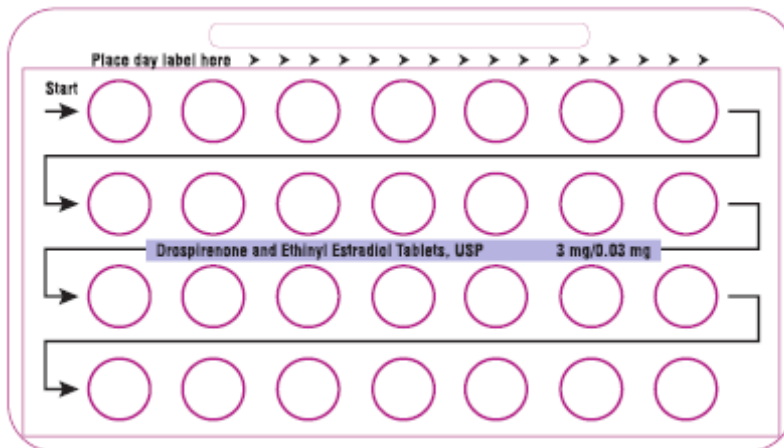 Place day label here
Start
Drospirenone and Ethinyl Estradiol Tablets, USP 3 mg/0.03 mg